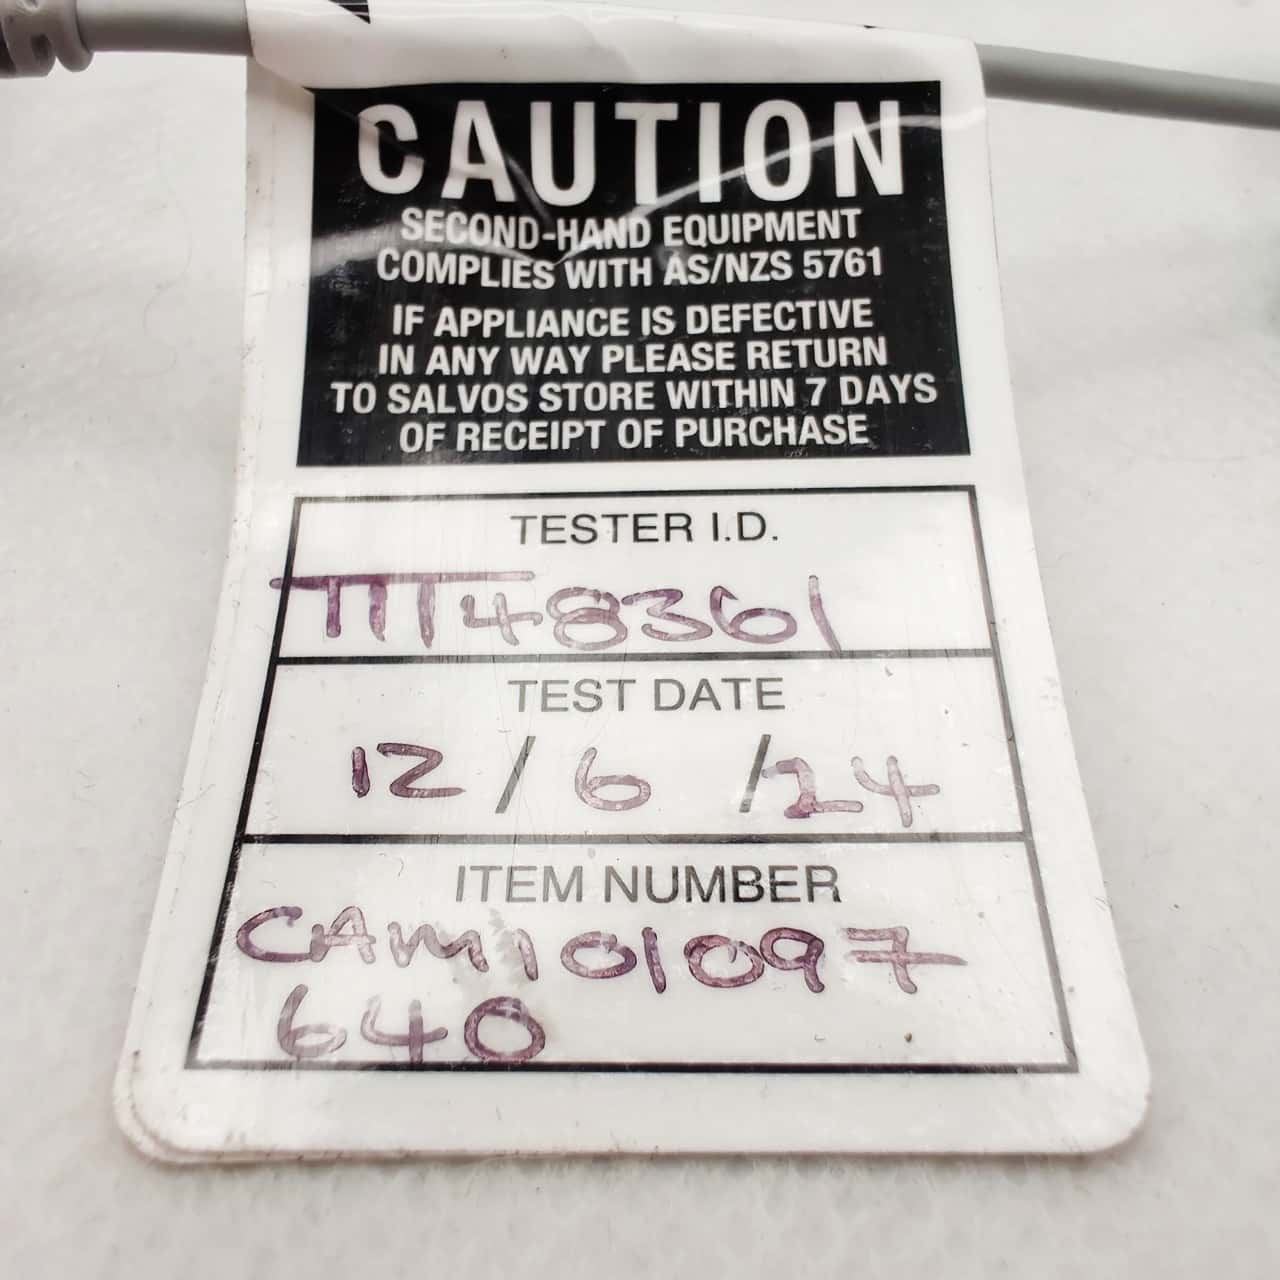 CAUTION
SECOND-HAND EQUIPMENT
COMPLIES WITH AS/NZS 5761
IF APPLIANCE IS DEFECTIVE
IN ANY WAY PLEASE RETURN
TO SALVOS STORE WITHIN 7 DAYS
OF RECEIPT OF PURCHASE
TESTER I.D.
TIT48361
TEST DATE
12/6/24
ITEM NUMBER
CAM101097
640